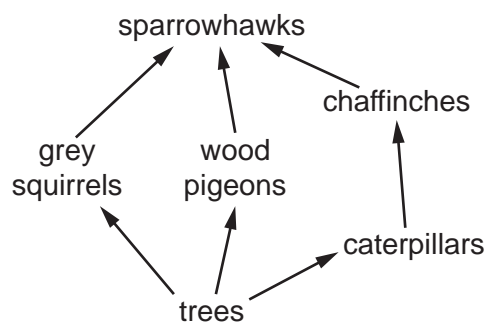 sparrowhawks
chaffinches
grey
squirrels
wood
pigeons
caterpillars
trees